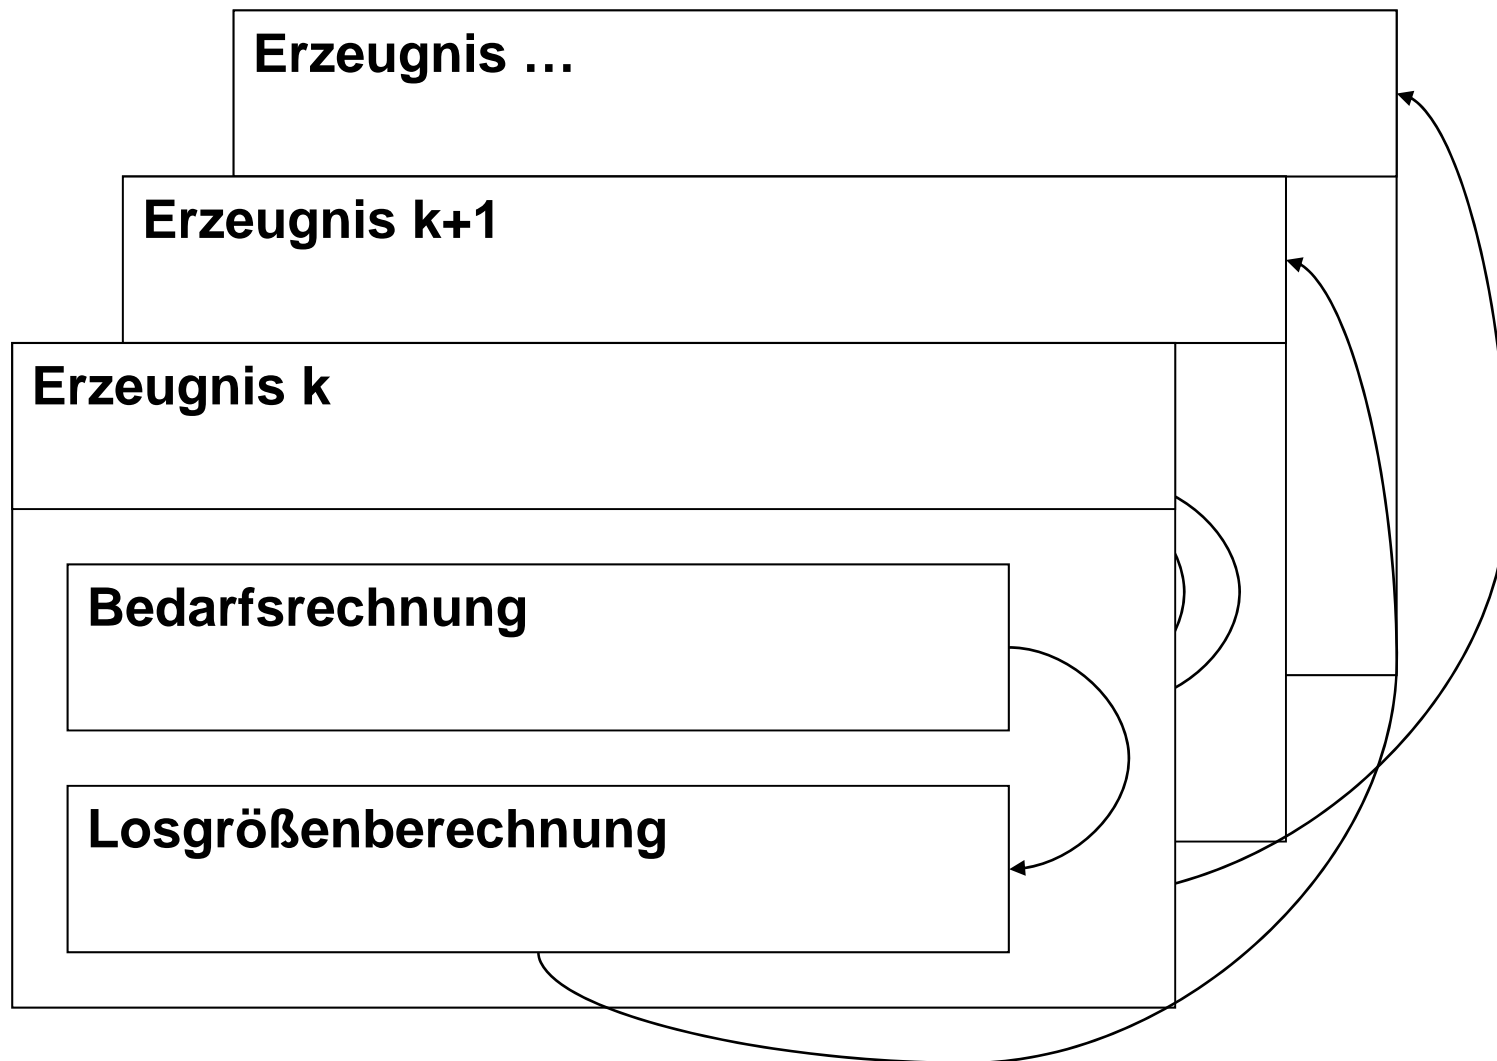 Erzeugnis …
Erzeugnis k+1
Erzeugnis k
Bedarfsrechnung
Losgrößenberechnung